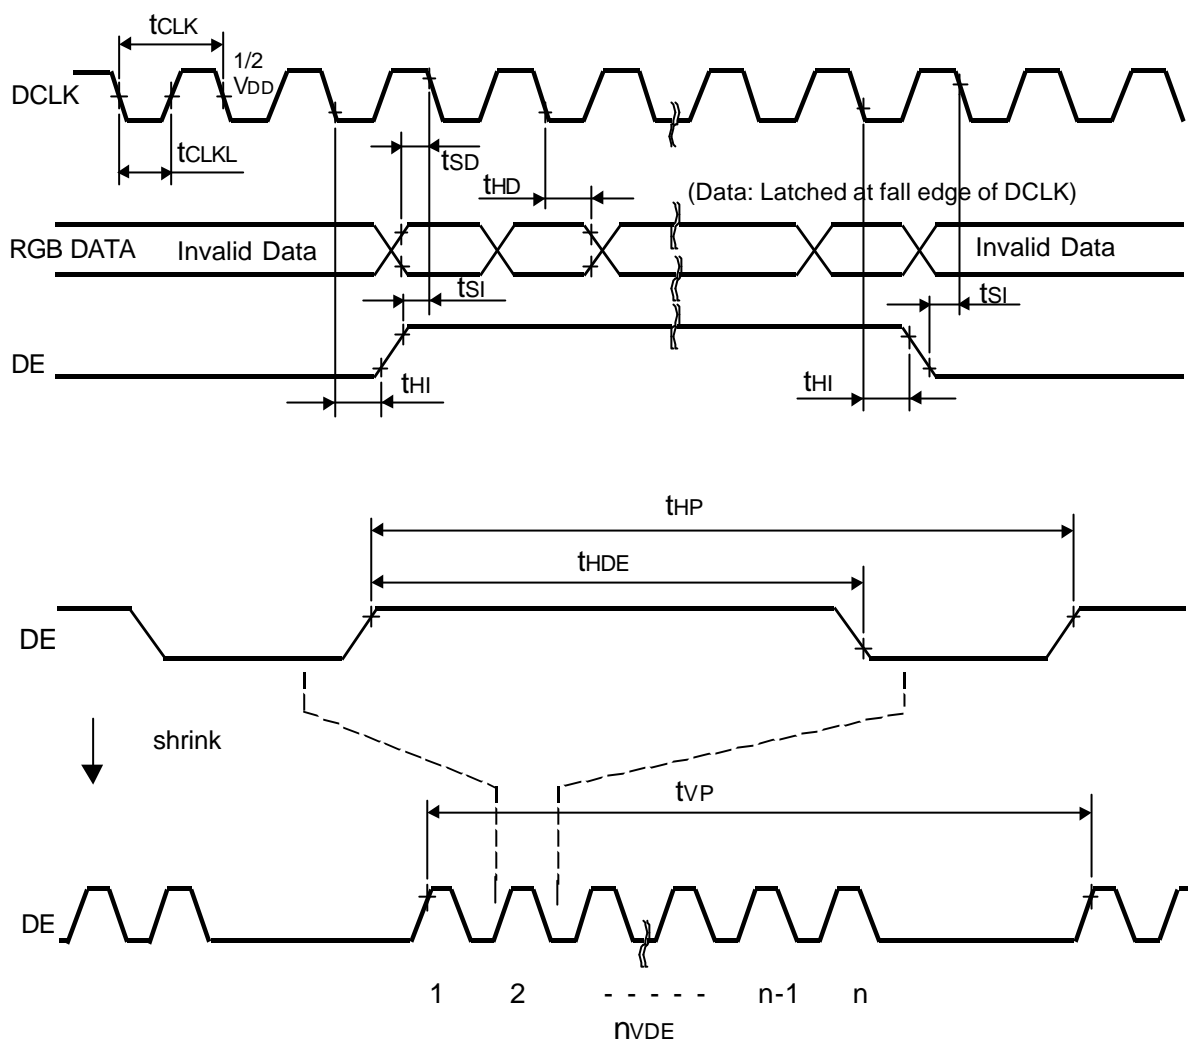 tCLK
1/2
VDD
DCLK
tCLKL
tSD
tHD
(Data: Latched at fall edge of DCLK)
RGB DATA
Invalid Data
Invalid Data
tSI
tSI
DE
tHI
tHI
tHP
tHDE
DE
shrink
tVP
DE
1 2 - - - - - n-1 n
nVDE